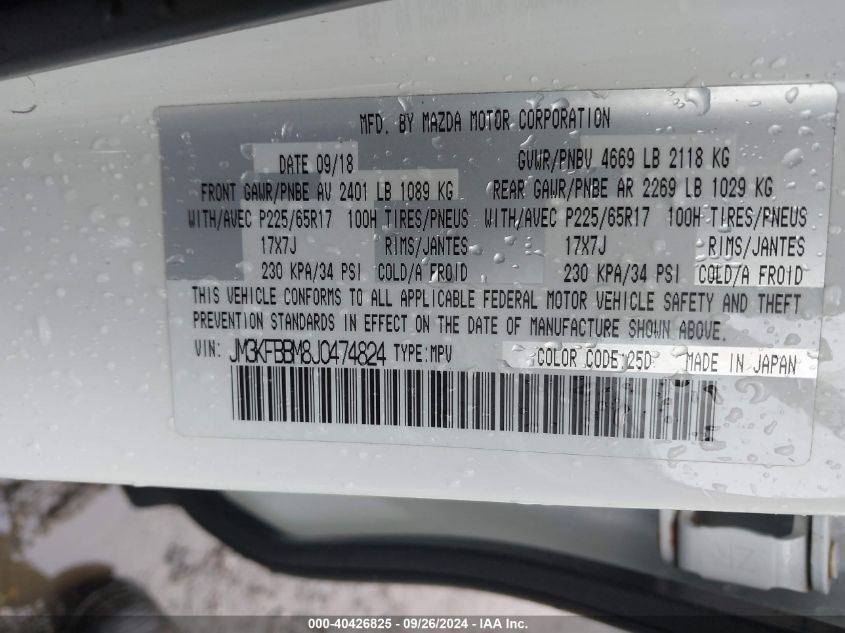 MFD. BY MAZDA MOTOR CORPORATION
DATE 09/18 GVWR/PNBV 4669 LB 2118 KG
FRONT GAWR/PNBE AV 2401 LB 1089 KG REAR GAWR/PNBE AR 2269 LB 1029 KG
WITH/AVEC P225/65R17 100H TIRES/PNEUS WITH/AVEC P225/65R17 100H TIRES/PNEUS
17X7J RIMS/JANTES 17X7J RIMS/JANTES
230 KPA/34 PSI COLD/A FROID 230 KPA/34 PSI COLD/A FROID
THIS VEHICLE CONFORMS TO ALL APPLICABLE FEDERAL MOTOR VEHICLE SAFETY AND THEFT
PREVENTION STANDARDS IN EFFECT ON THE DATE OF MANUFACTURE SHOWN ABOVE.
VIN: JM3KFBBM8J0474824 TYPE:MPV COLOR CODE:25D MADE IN JAPAN
000-40426825 - 09/26/2024 - IAA Inc.